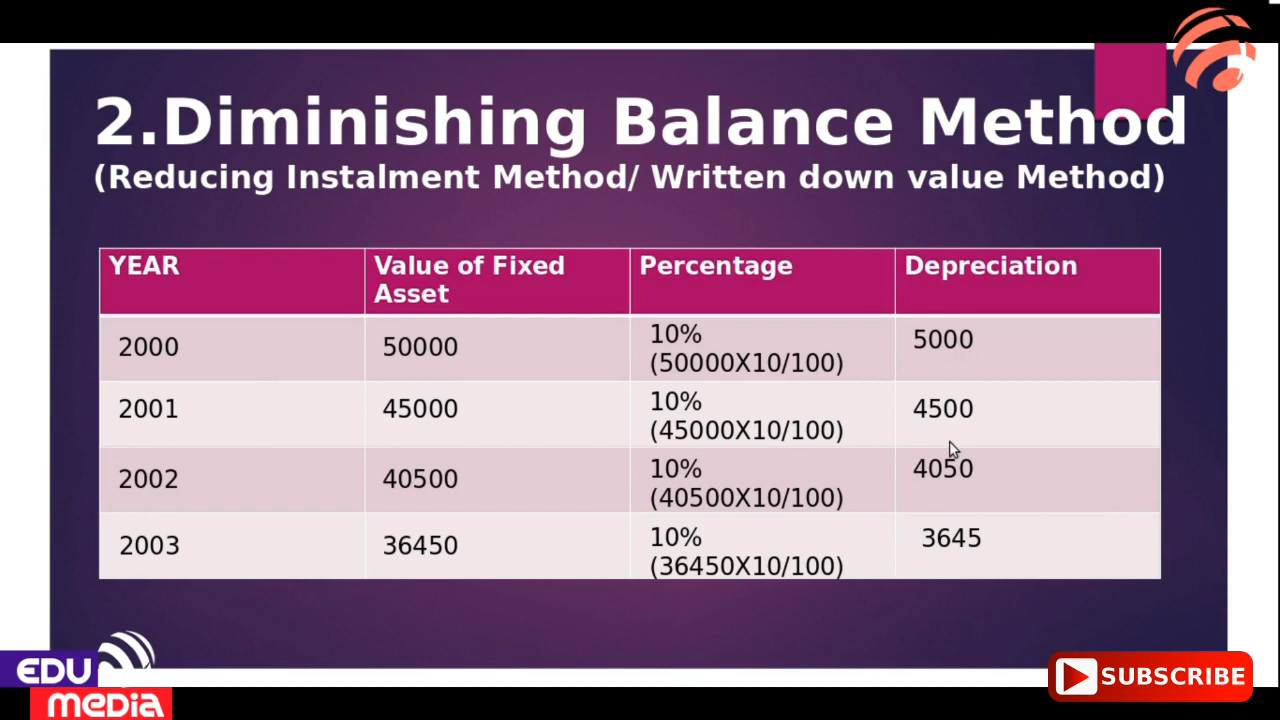 2.Diminishing Balance Method
(Reducing Instalment Method/ Written down value Method)
YEAR
Value of Fixed
Asset
Percentage
Depreciation
2000
50000
10%
(50000X10/100)
5000
2001
45000
10%
(45000X10/100)
4500
2002
40500
10%
(40500X10/100)
4050
2003
36450
10%
(36450X10/100)
3645
EDU
meDia
SUBSCRIBE